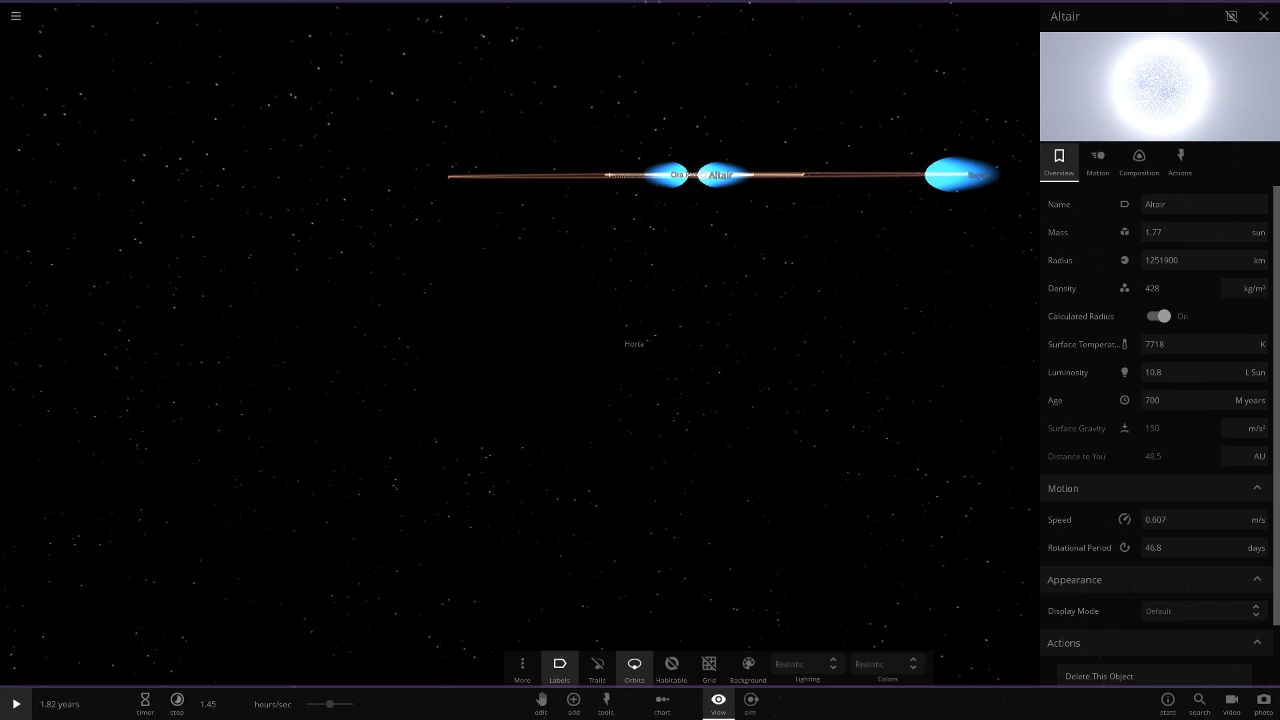 Altair
Overview
Motion
Composition
Actions
Name
Altair
Mass
1.77
sun
Radius
1251900
km
Density
428
kg/m³
Calculated Radius
On
Surface Temperat...
7718
K
Luminosity
10.8
L Sun
Age
700
M years
Surface Gravity
150
m/s²
Distance to You
48.5
AU
Motion
Speed
0.607
m/s
Rotational Period
46.8
days
Appearance
Display Mode
Default
Actions
Delete This Object
Ora
Altair
Horta
More
Labels
Trails
Orbits
Habitable
Grid
Background
Realistic
Lighting
Realistic
Colors
1.82 years
timer
step
1.45
hours/sec
edit
add
tools
chart
view
sim
stats
search
video
photo